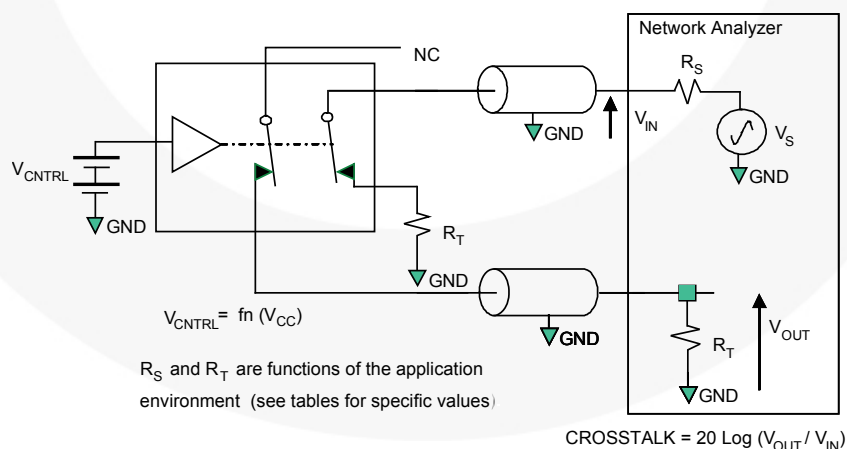 Network Analyzer
NC
R_S
GND
V_IN
V_S
GND
V_CNTRL
GND
R_T
GND
V_CNTRL = fn (V_CC)
GND
R_T
V_OUT
GND
R_S and R_T are functions of the application
environment (see tables for specific values)
CROSSTALK = 20 Log (V_OUT / V_IN)